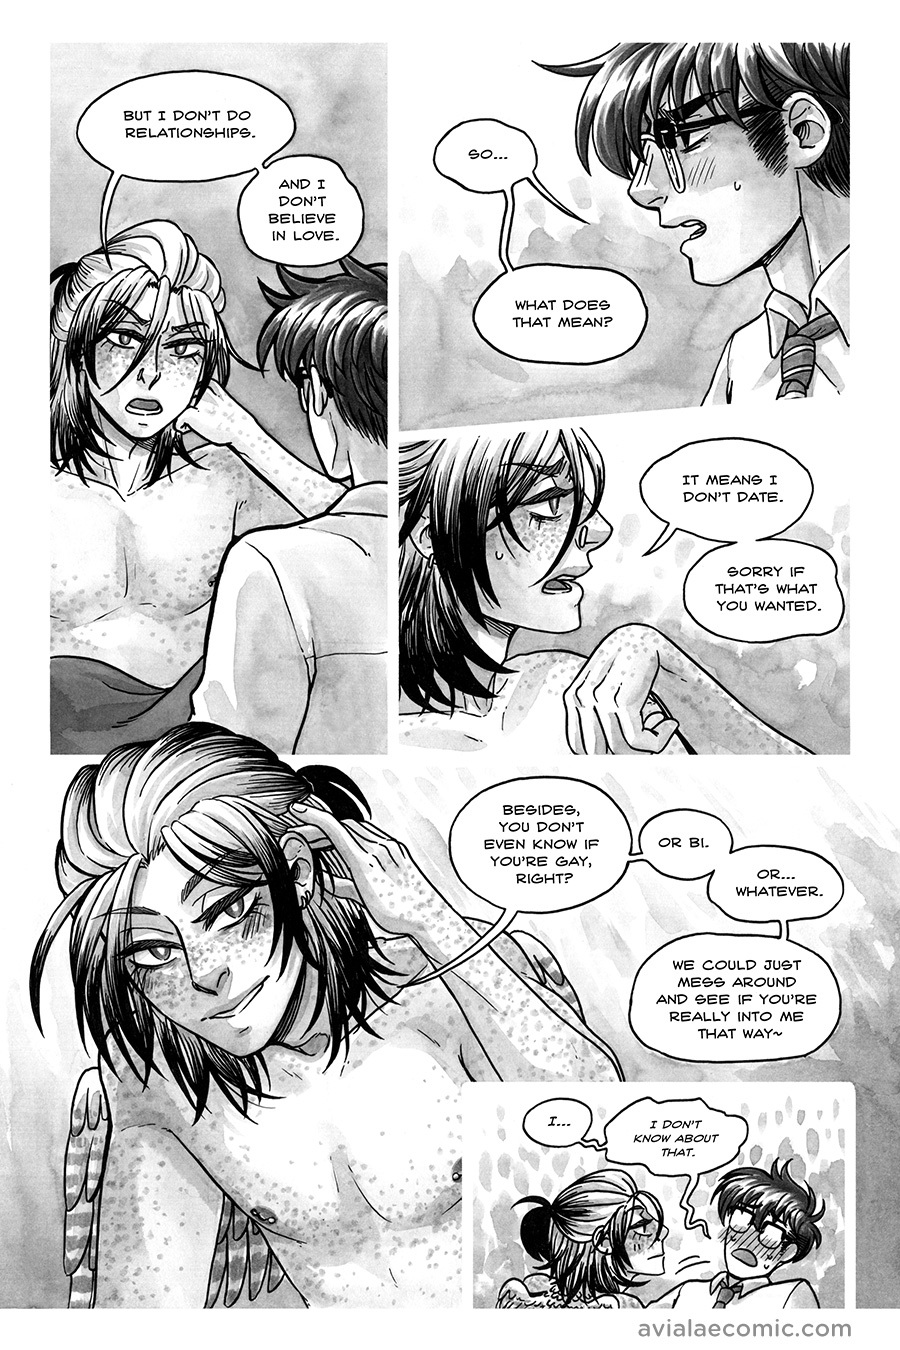 BUT I DON'T DO
RELATIONSHIPS.
AND I
DON'T
BELIEVE
IN LOVE.
SO...
WHAT DOES
THAT MEAN?
IT MEANS I
DON'T DATE.
SORRY IF
THAT'S WHAT
YOU WANTED.
BESIDES,
YOU DON'T
EVEN KNOW IF
YOU'RE GAY,
RIGHT?
OR BI.
OR...
WHATEVER.
WE COULD JUST
MESS AROUND
AND SEE IF YOU'RE
REALLY INTO ME
THAT WAY~
I...
I DON'T
KNOW ABOUT
THAT.
avialaecomic.com